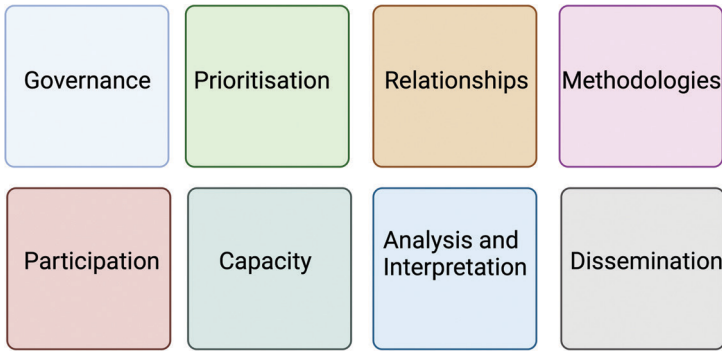 Governance
Prioritisation
Relationships
Methodologies
Participation
Capacity
Analysis and
Interpretation
Dissemination